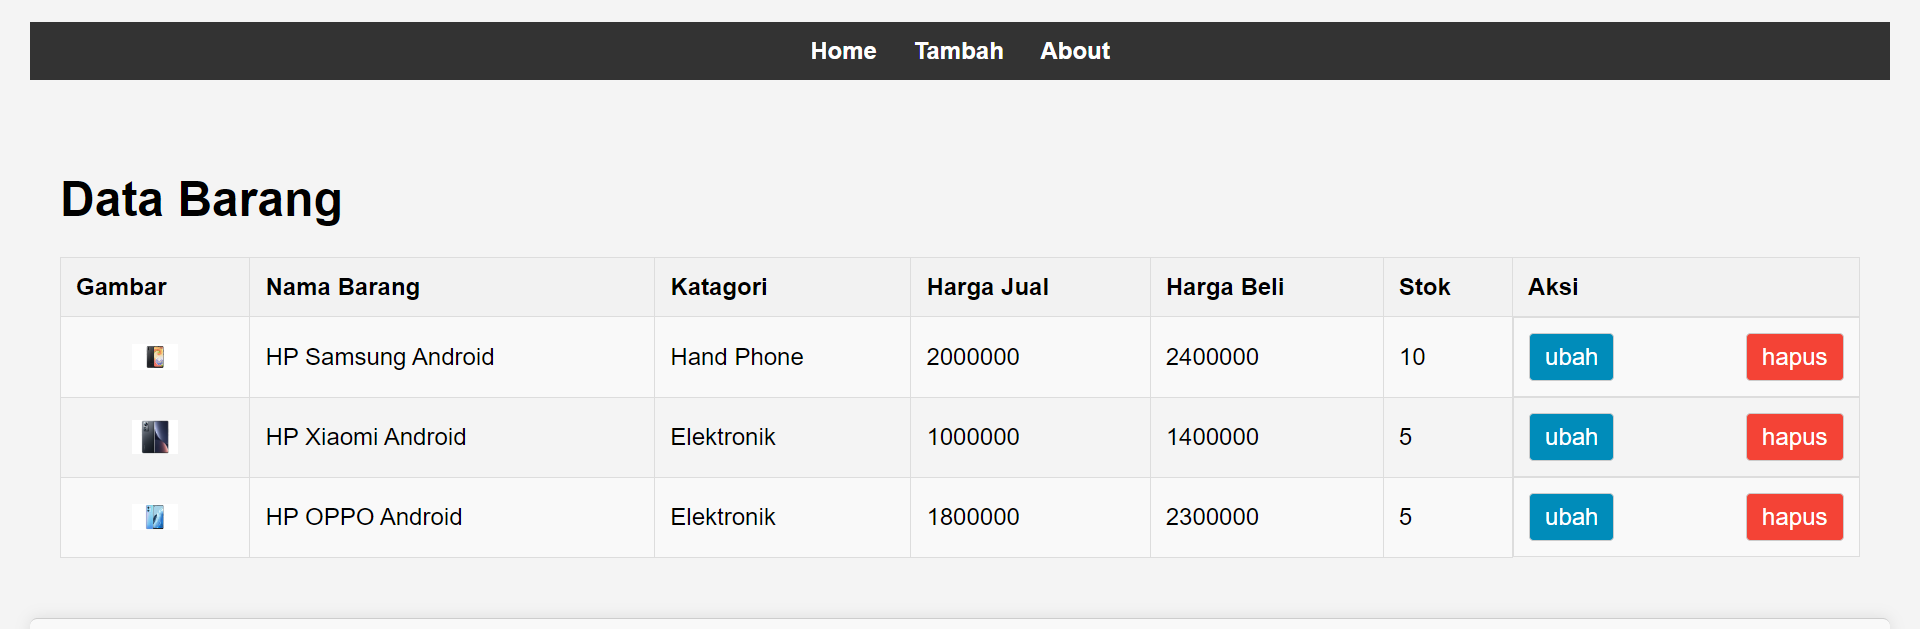 Home Tambah About
Data Barang
Gambar Nama Barang Katagori Harga Jual Harga Beli Stok Aksi
HP Samsung Android Hand Phone 2000000 2400000 10 ubah hapus
HP Xiaomi Android Elektronik 1000000 1400000 5 ubah hapus
HP OPPO Android Elektronik 1800000 2300000 5 ubah hapus